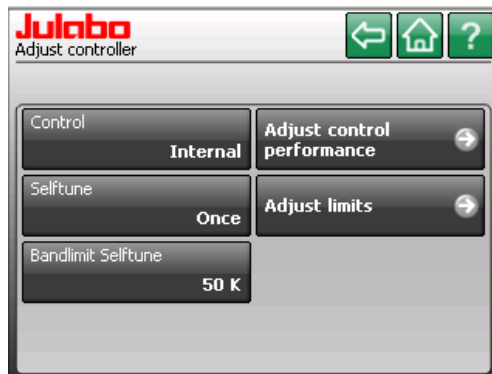 Julabo
Adjust controller
?
Control
Internal
Adjust control
performance
Selftune
Once
Adjust limits
Bandlimit Selftune
50 K